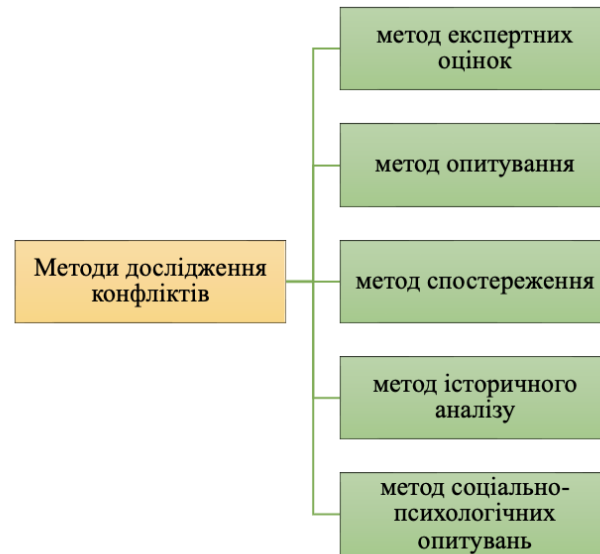 Методи дослідження
конфліктів
метод експертних
оцінок
метод опитування
метод спостереження
метод історичного
аналізу
метод соціально-
психологічних
опитувань